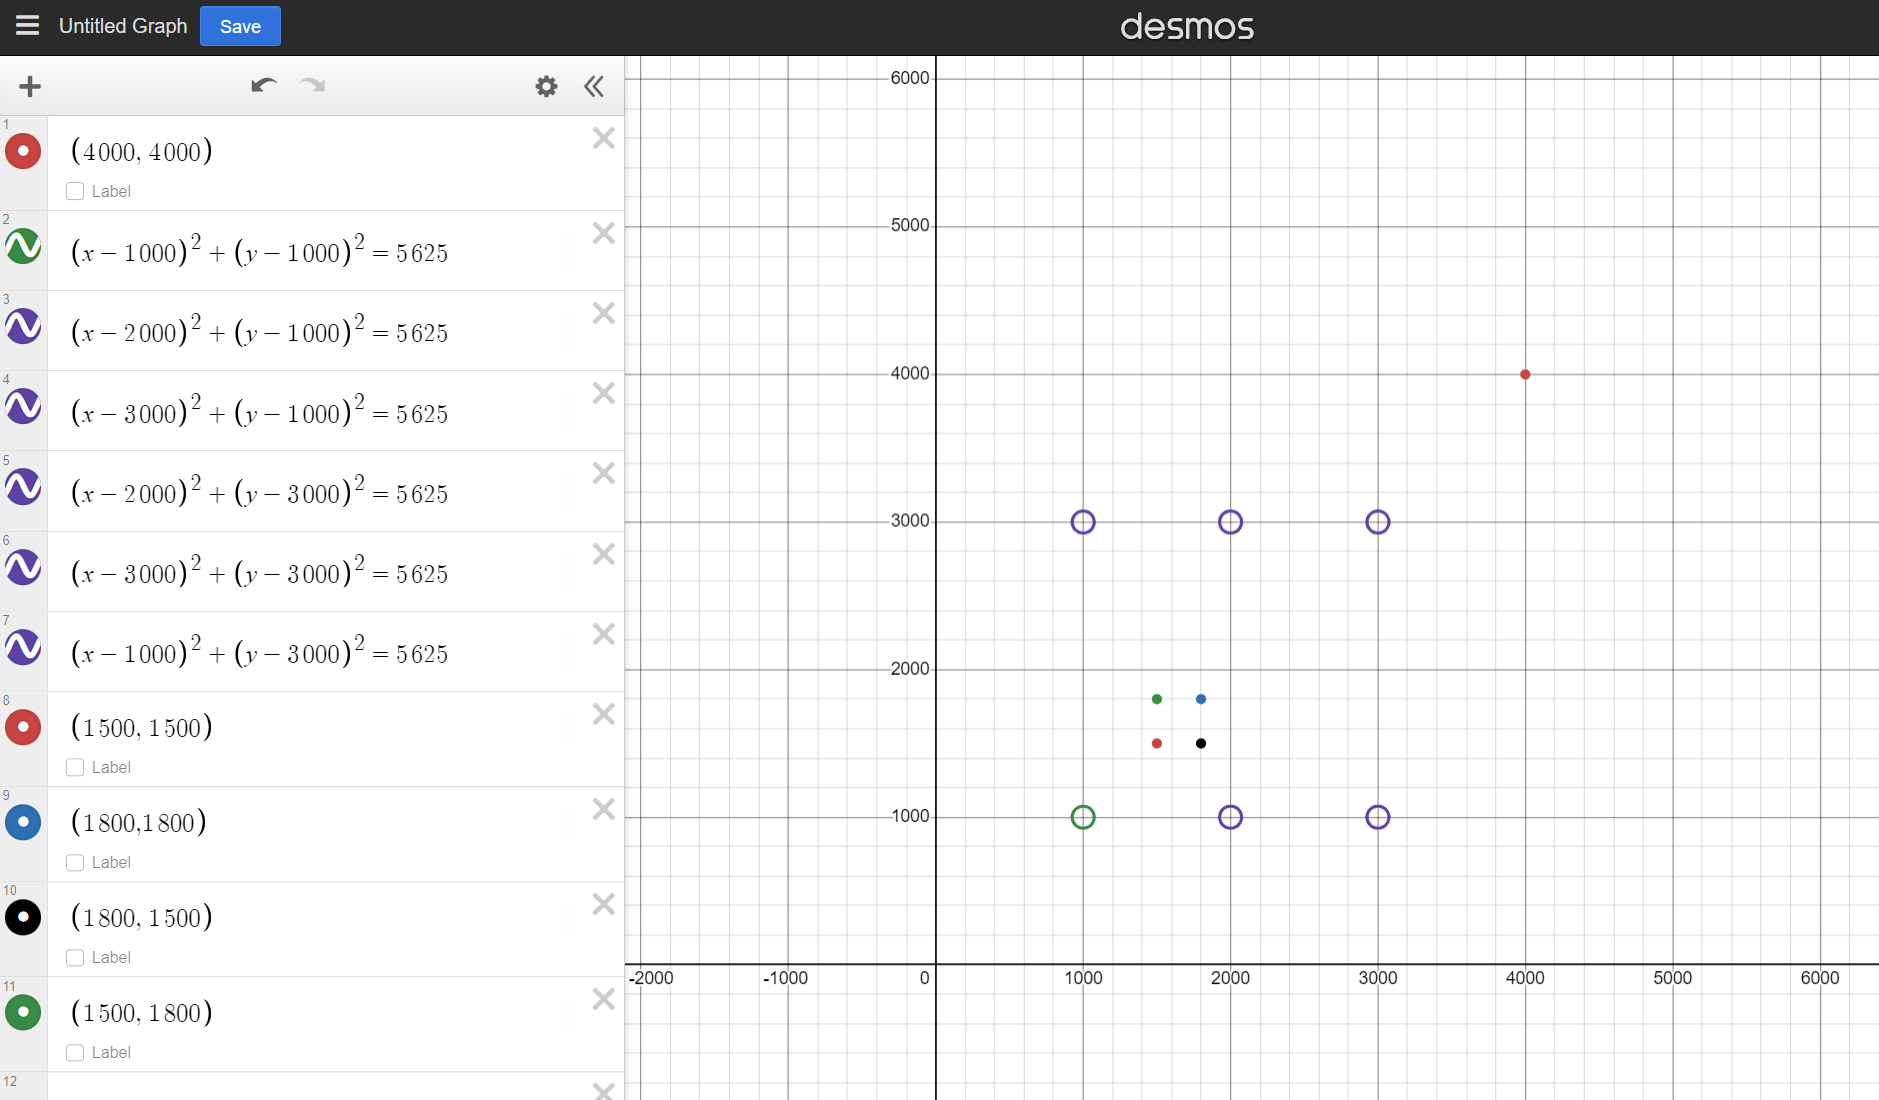 Untitled Graph Save desmos
1 (4000, 4000)
Label
2 (x − 1000)² + (y − 1000)² = 5625
3 (x − 2000)² + (y − 1000)² = 5625
4 (x − 3000)² + (y − 1000)² = 5625
5 (x − 2000)² + (y − 3000)² = 5625
6 (x − 3000)² + (y − 3000)² = 5625
7 (x − 1000)² + (y − 3000)² = 5625
8 (1500, 1500)
Label
9 (1800,1800)
Label
10 (1800, 1500)
Label
11 (1500, 1800)
Label
12
6000
5000
4000
3000
2000
1000
-2000 -1000 0 1000 2000 3000 4000 5000 6000